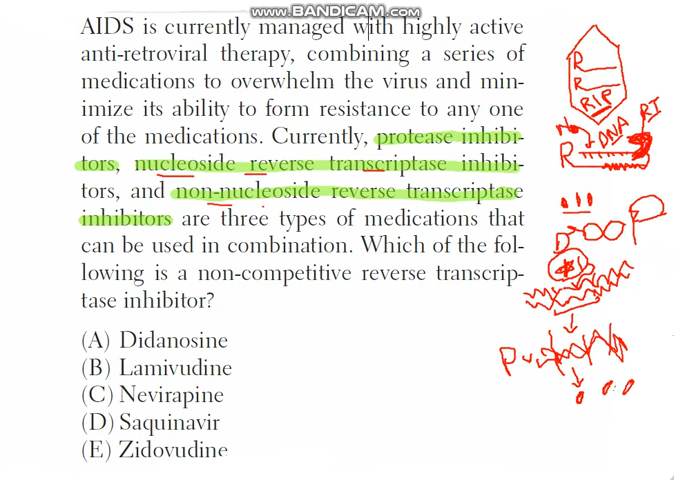 WWW.BANDICAM.COM
AIDS is currently managed with highly active
anti-retroviral therapy, combining a series of
medications to overwhelm the virus and min-
imize its ability to form resistance to any one
of the medications. Currently, protease inhibi-
tors, nucleoside reverse transcriptase inhibi-
tors, and non-nucleoside reverse transcriptase
inhibitors are three types of medications that
can be used in combination. Which of the fol-
lowing is a non-competitive reverse transcrip-
tase inhibitor?
(A) Didanosine
(B) Lamivudine
(C) Nevirapine
(D) Saquinavir
(E) Zidovudine
R
R
RIP
RI
N
DNA
R
D